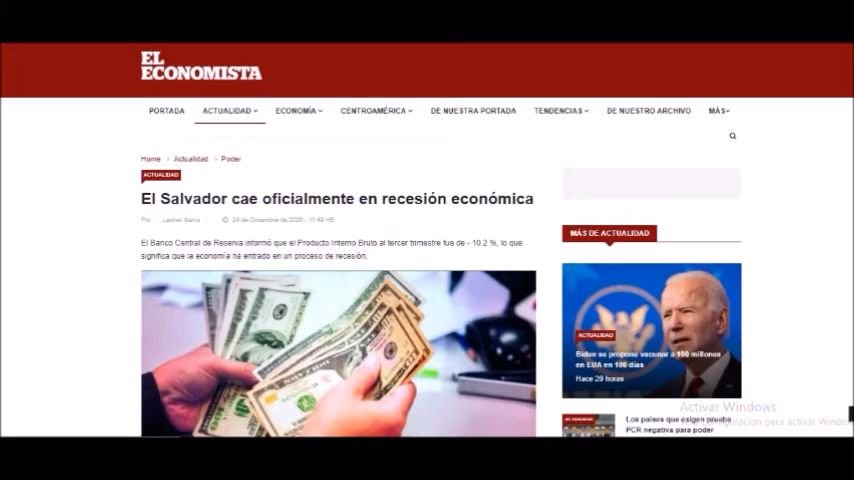 EL
ECONOMISTA
PORTADA
ACTUALIDAD
ECONOMÍA
CENTROAMÉRICA
DE NUESTRA PORTADA
TENDENCIAS
DE NUESTRO ARCHIVO
MÁS
Home > Actualidad > Poder
ACTUALIDAD
El Salvador cae oficialmente en recesión económica
Por Leonel Ibarra | 24 de Diciembre de 2020 - 11:48 HS
El Banco Central de Reserva informó que el Producto Interno Bruto al tercer trimestre fue de - 10.2 %, lo que
significa que la economía ha entrado en un proceso de recesión.
MÁS DE ACTUALIDAD
ACTUALIDAD
Biden se propone vacunar a 100 millones
en EUA en 100 días
Hace 20 horas
Los países que exigen prueba
PCR negativa para poder
Activar Windows
Configuración para activar Windows